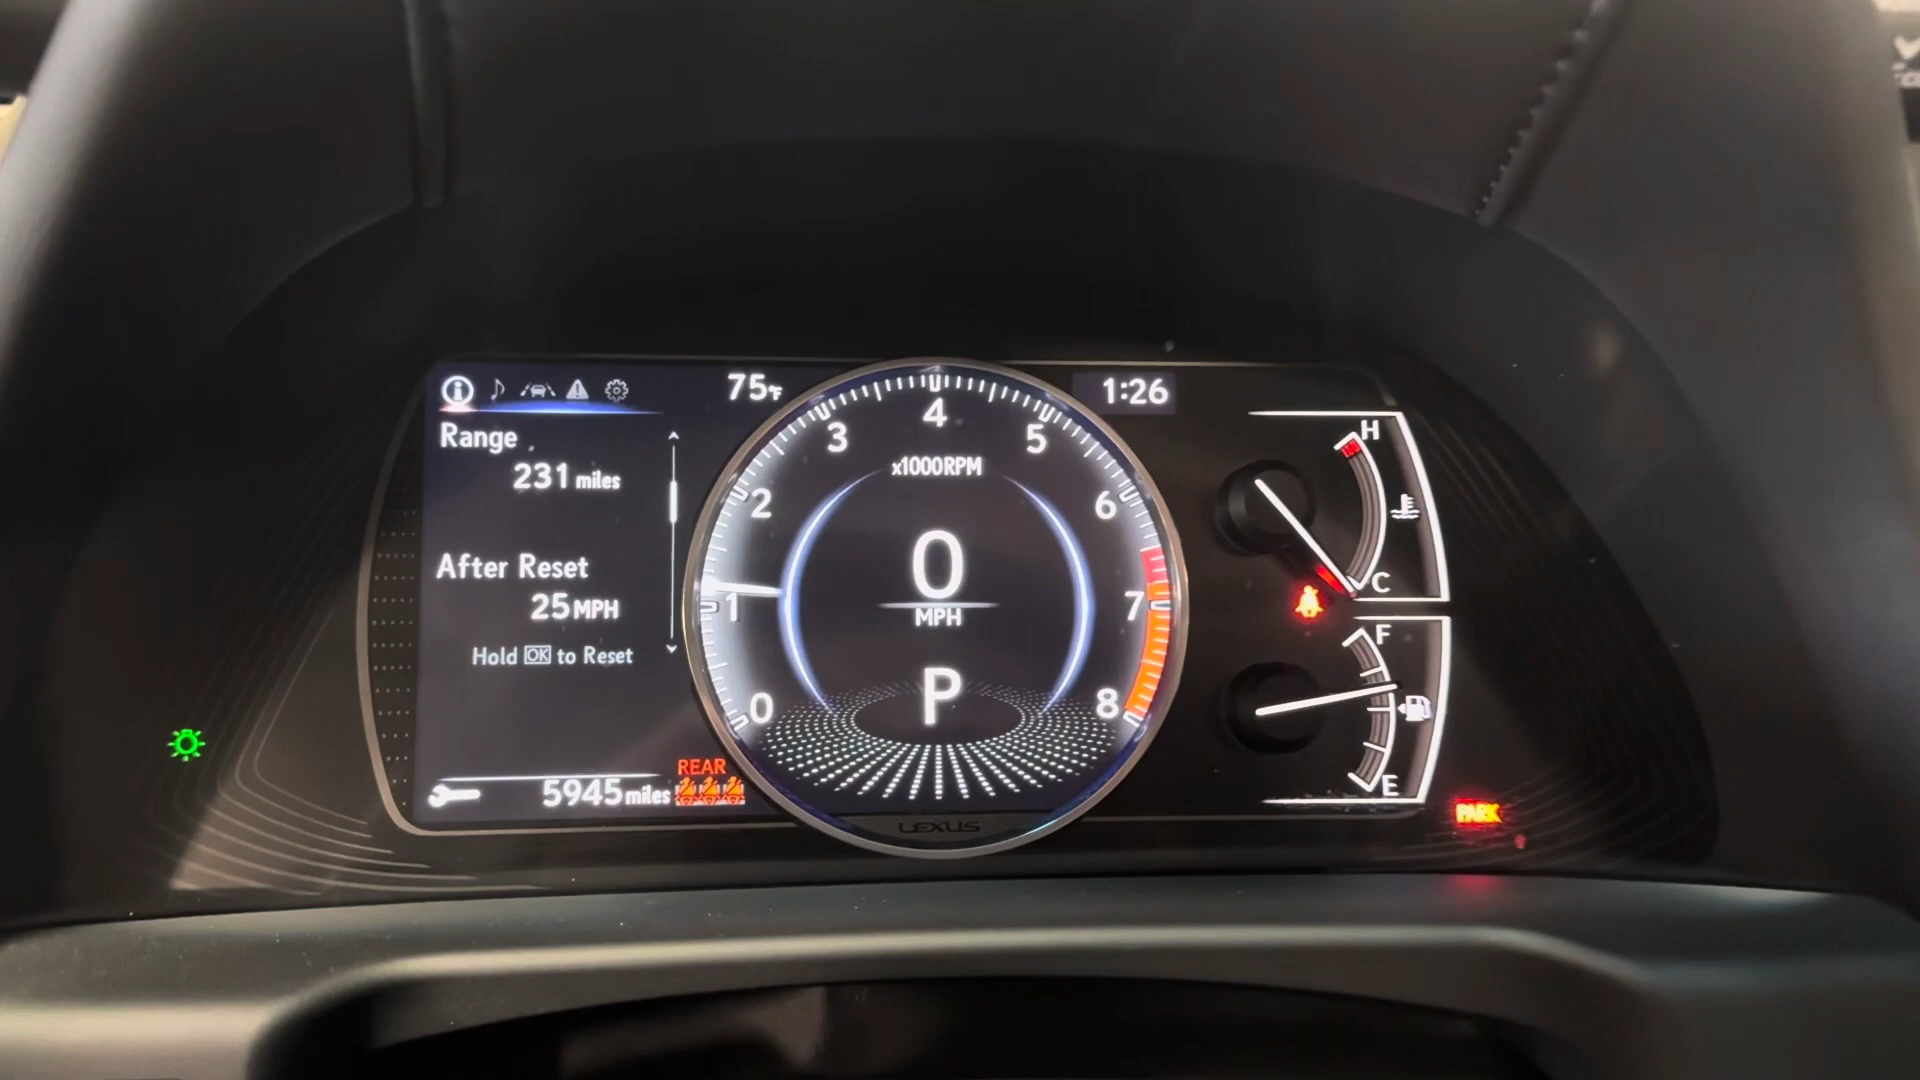 75°F
1:26
Range
231 miles
After Reset
25 MPH
Hold OK to Reset
5945 miles
REAR
0
1
2
3
4
5
6
7
8
x1000RPM
0
MPH
P
LEXUS
H
C
F
E
PARK